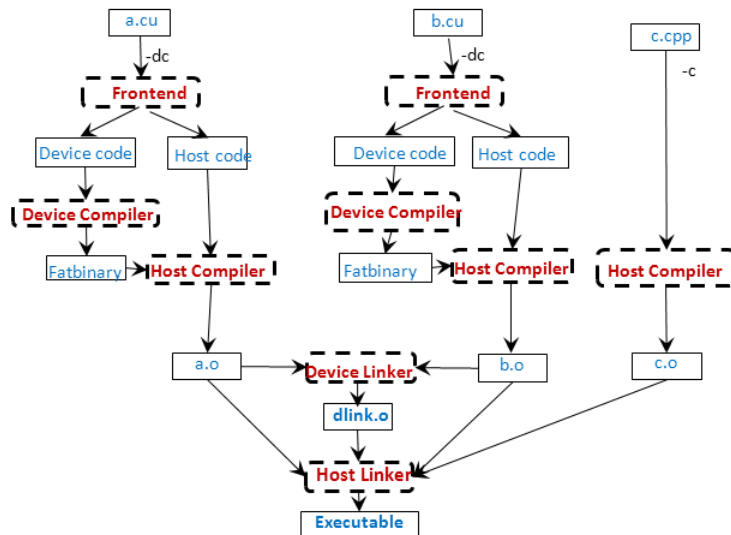 a.cu
b.cu
c.cpp
-dc
-dc
-c
Frontend
Frontend
Device code
Host code
Device code
Host code
Device Compiler
Device Compiler
Fatbinary
Host Compiler
Fatbinary
Host Compiler
Host Compiler
a.o
Device Linker
b.o
c.o
dlink.o
Host Linker
Executable